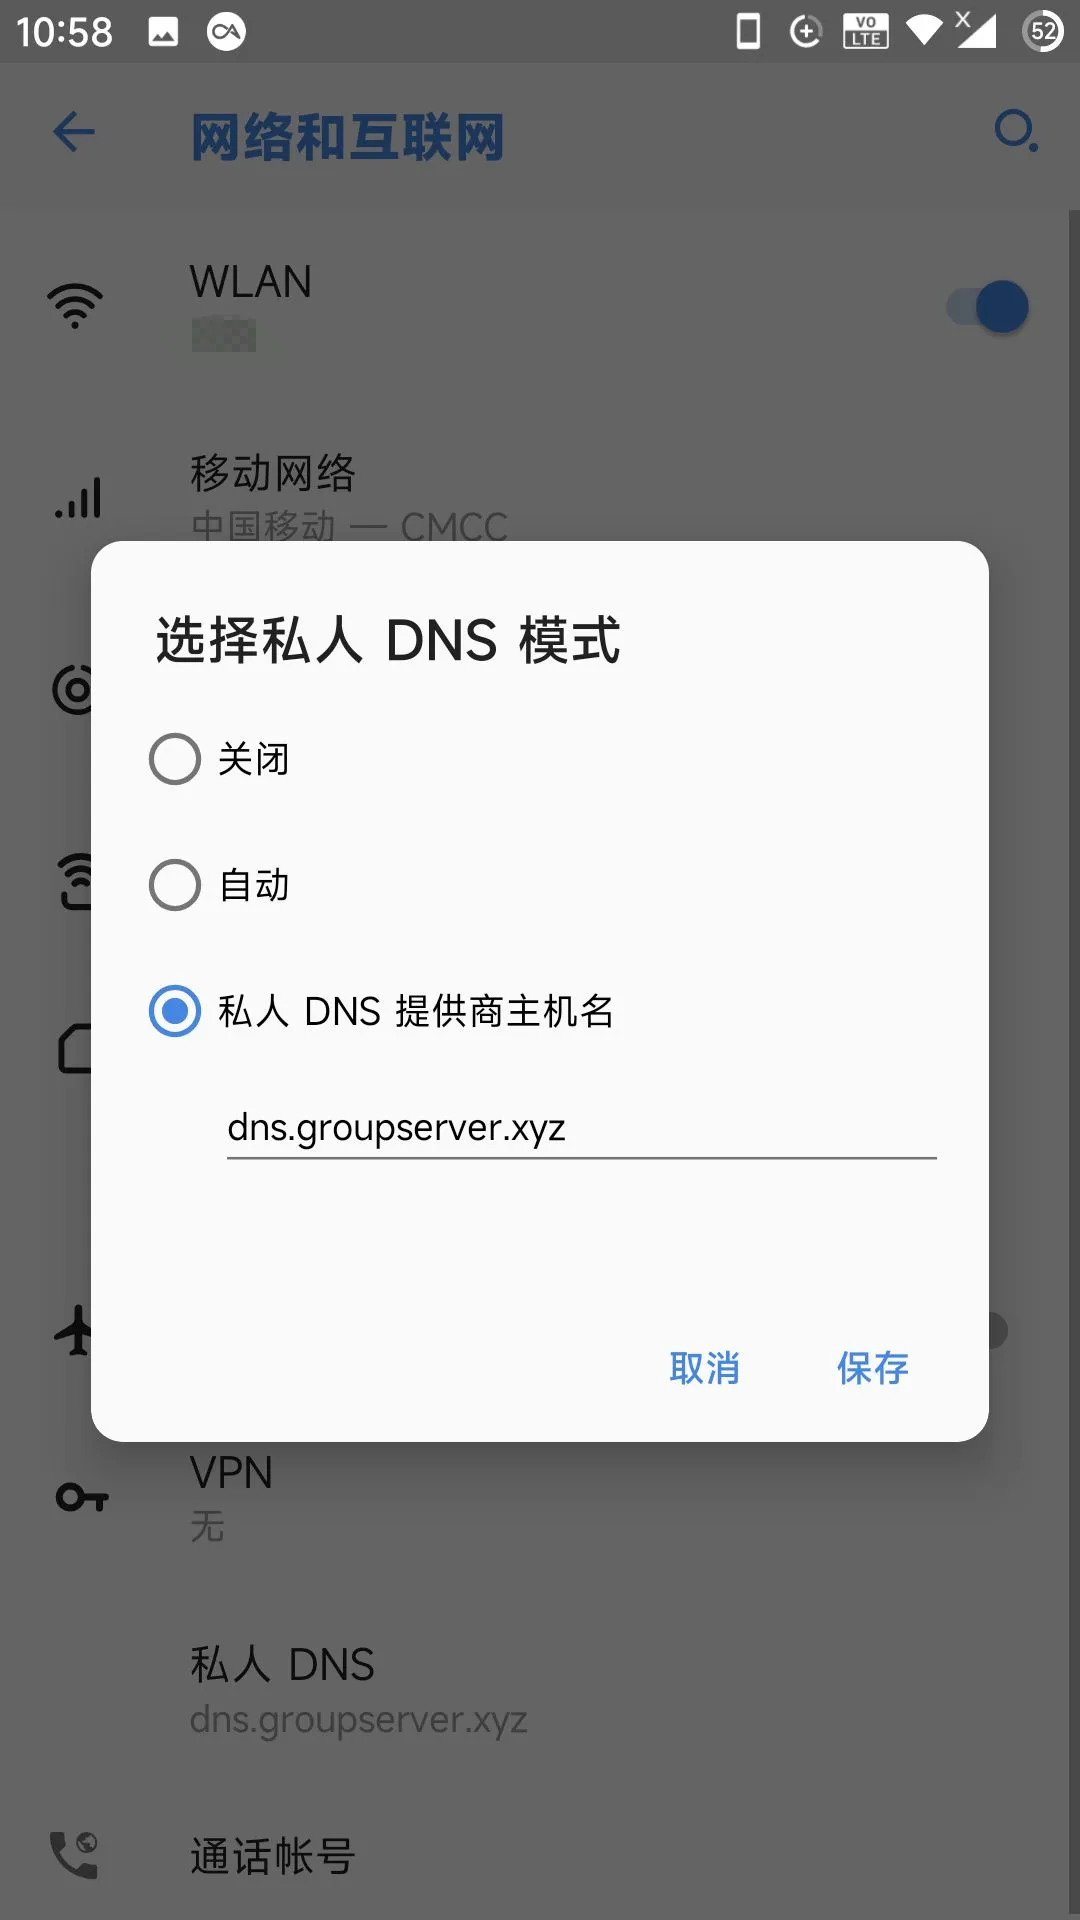 10:58
VO
LTE
X
52
网络和互联网
WLAN
移动网络
中国移动 — CMCC
选择私人 DNS 模式
关闭
自动
私人 DNS 提供商主机名
dns.groupserver.xyz
取消
保存
VPN
无
私人 DNS
dns.groupserver.xyz
通话帐号